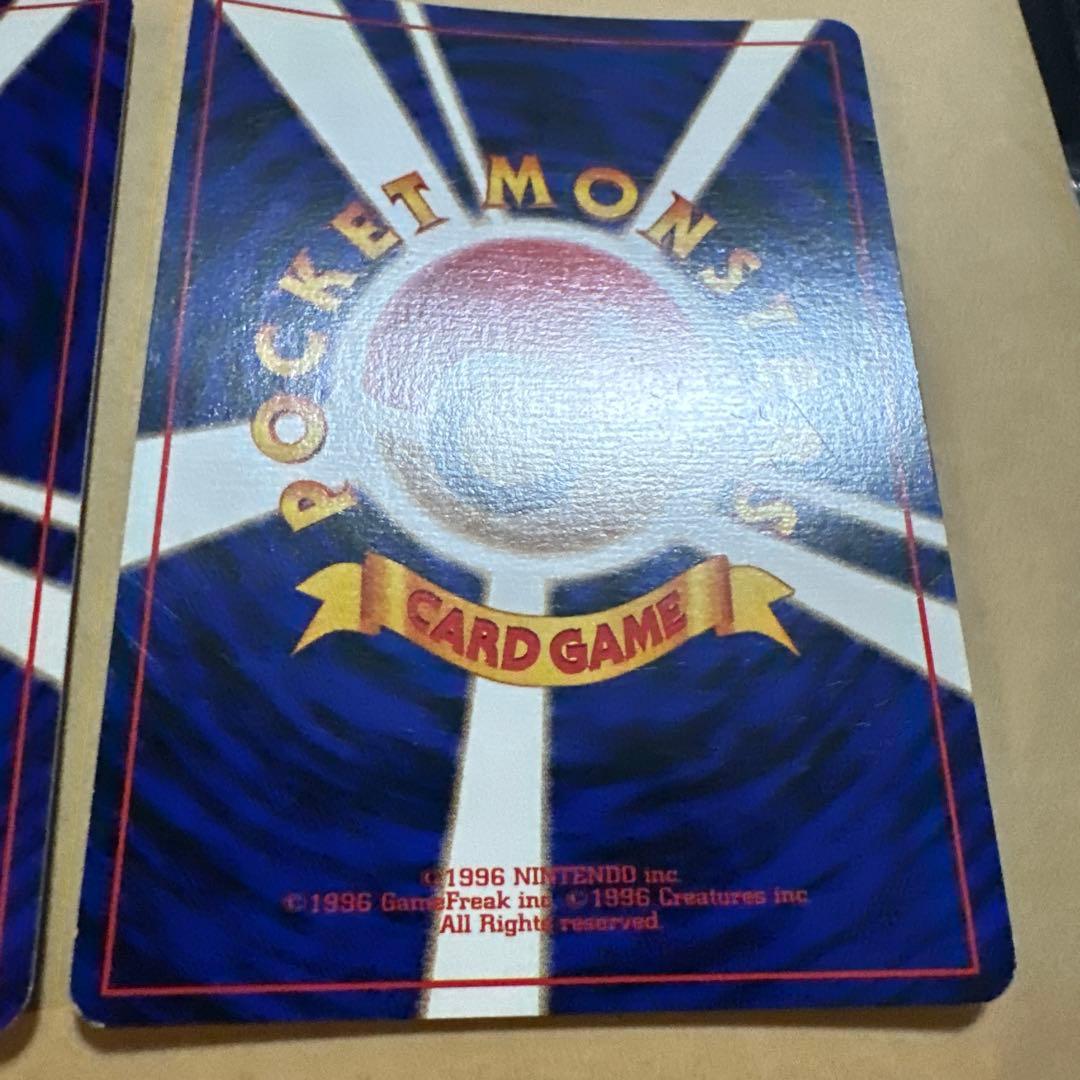 POCKET MONSTERS
CARD GAME
©1996 NINTENDO inc
©1996 GameFreak inc ©1996 Creatures inc
All Rights reserved.